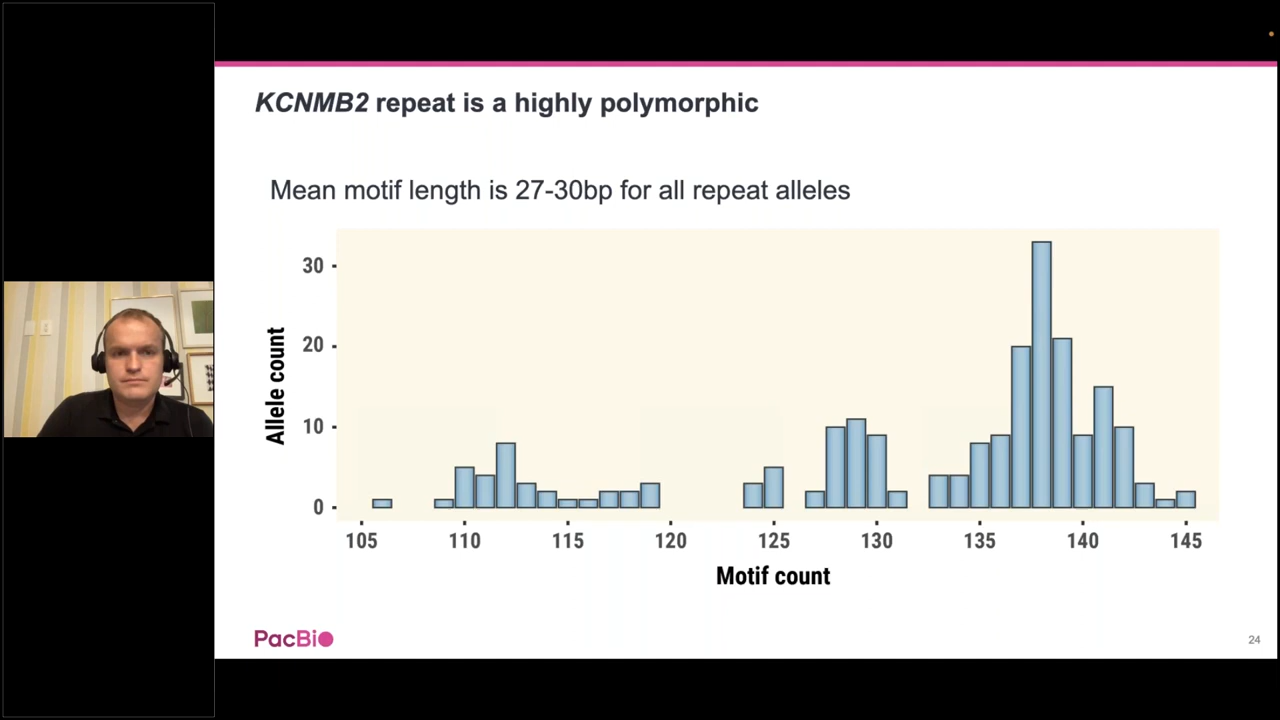 KCNMB2 repeat is a highly polymorphic
Mean motif length is 27-30bp for all repeat alleles
30
20
10
0
Allele count
105 110 115 120 125 130 135 140 145
Motif count
PacBio
24